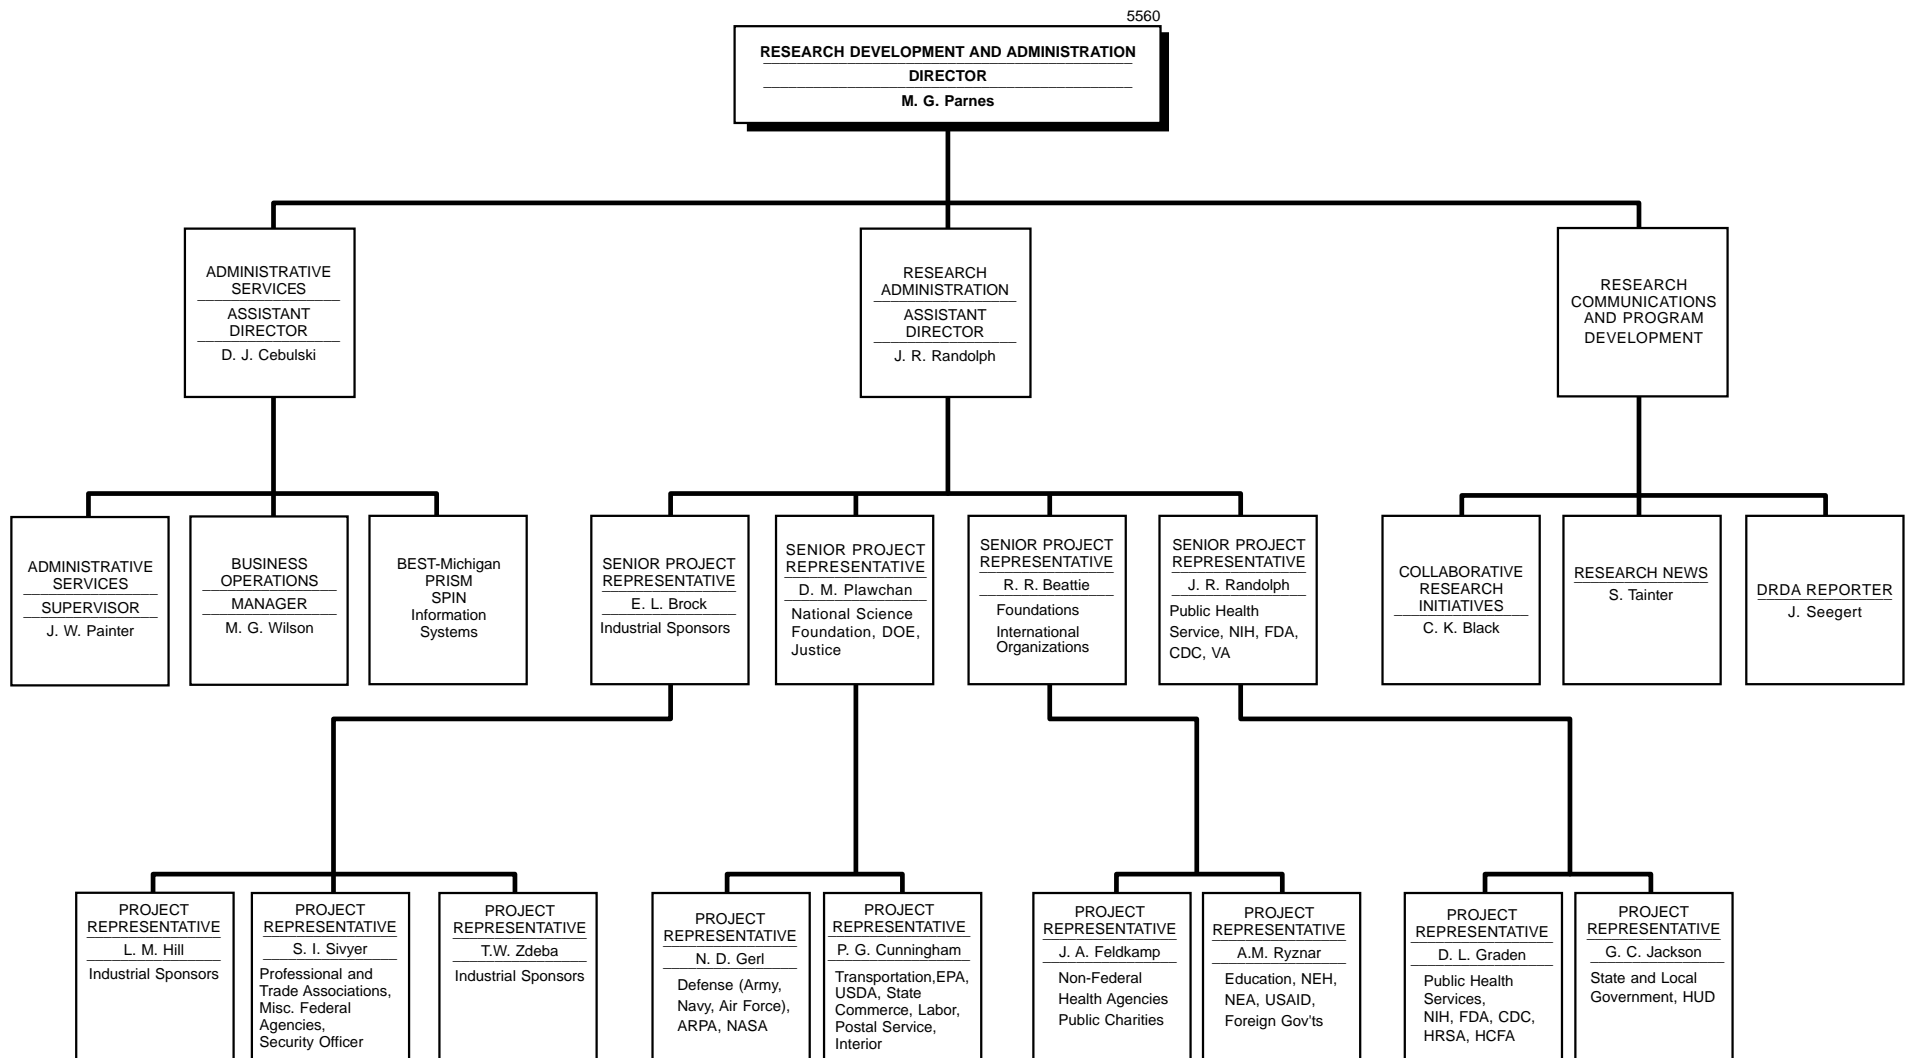 5560
RESEARCH DEVELOPMENT AND ADMINISTRATION
DIRECTOR
M. G. Parnes
ADMINISTRATIVE
SERVICES
ASSISTANT
DIRECTOR
D. J. Cebulski
RESEARCH
ADMINISTRATION
ASSISTANT
DIRECTOR
J. R. Randolph
RESEARCH
COMMUNICATIONS
AND PROGRAM
DEVELOPMENT
ADMINISTRATIVE
SERVICES
SUPERVISOR
J. W. Painter
BUSINESS
OPERATIONS
MANAGER
M. G. Wilson
BEST-Michigan
PRISM
SPIN
Information
Systems
SENIOR PROJECT
REPRESENTATIVE
E. L. Brock
Industrial Sponsors
SENIOR PROJECT
REPRESENTATIVE
D. M. Plawchan
National Science
Foundation, DOE,
Justice
SENIOR PROJECT
REPRESENTATIVE
R. R. Beattie
Foundations
International
Organizations
SENIOR PROJECT
REPRESENTATIVE
J. R. Randolph
Public Health
Service, NIH, FDA,
CDC, VA
COLLABORATIVE
RESEARCH
INITIATIVES
C. K. Black
RESEARCH NEWS
S. Tainter
DRDA REPORTER
J. Seegert
PROJECT
REPRESENTATIVE
L. M. Hill
Industrial Sponsors
PROJECT
REPRESENTATIVE
S. I. Sivyer
Professional and
Trade Associations,
Misc. Federal
Agencies,
Security Officer
PROJECT
REPRESENTATIVE
T.W. Zdeba
Industrial Sponsors
PROJECT
REPRESENTATIVE
N. D. Gerl
Defense (Army,
Navy, Air Force),
ARPA, NASA
PROJECT
REPRESENTATIVE
P. G. Cunningham
Transportation,EPA,
USDA, State
Commerce, Labor,
Postal Service,
Interior
PROJECT
REPRESENTATIVE
J. A. Feldkamp
Non-Federal
Health Agencies
Public Charities
PROJECT
REPRESENTATIVE
A.M. Ryznar
Education, NEH,
NEA, USAID,
Foreign Gov'ts
PROJECT
REPRESENTATIVE
D. L. Graden
Public Health
Services,
NIH, FDA, CDC,
HRSA, HCFA
PROJECT
REPRESENTATIVE
G. C. Jackson
State and Local
Government, HUD